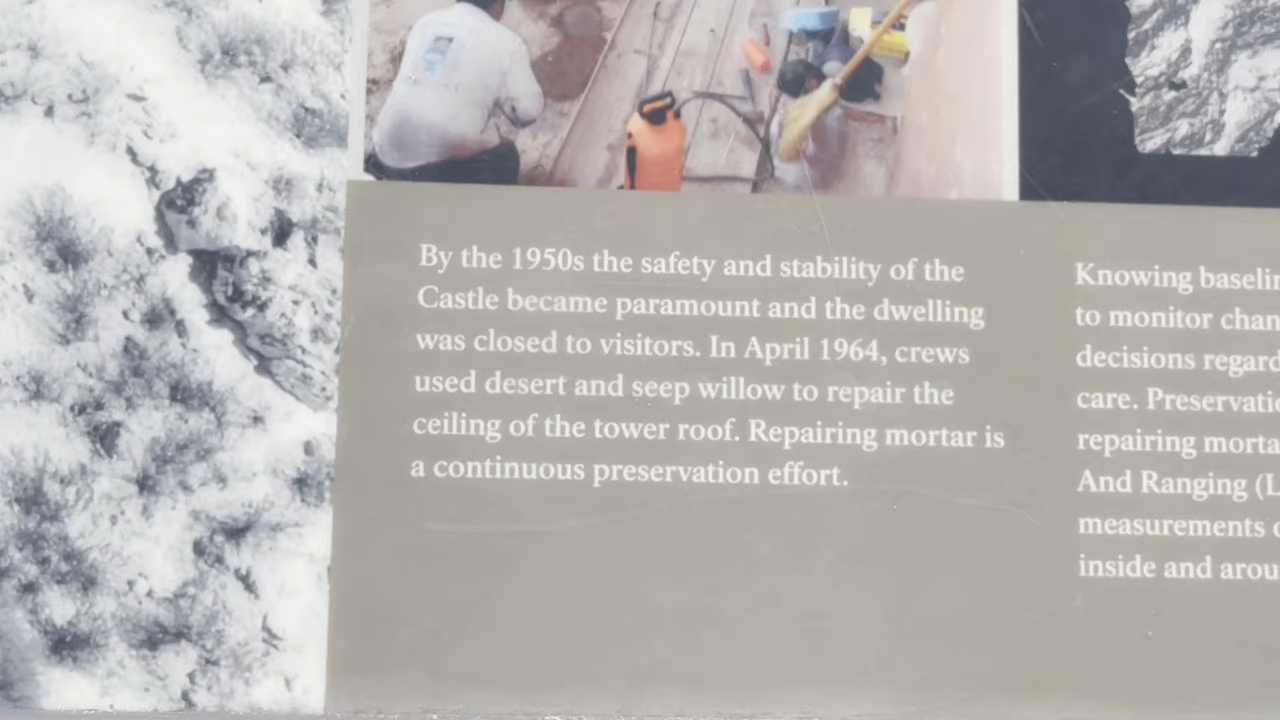 By the 1950s the safety and stability of the
Castle became paramount and the dwelling
was closed to visitors. In April 1964, crews
used desert and seep willow to repair the
ceiling of the tower roof. Repairing mortar is
a continuous preservation effort.
Knowing
to monitor
decisions
care.
repairing
And Ranging
measurements
inside and